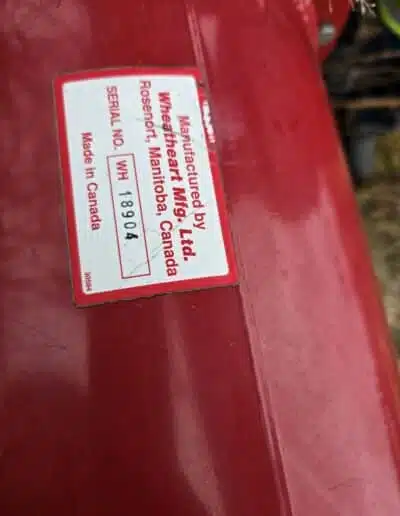 Manufactured by
Wheatheart Mfg. Ltd.
Rosenort, Manitoba, Canada
SERIAL NO. WH 18904
Made in Canada